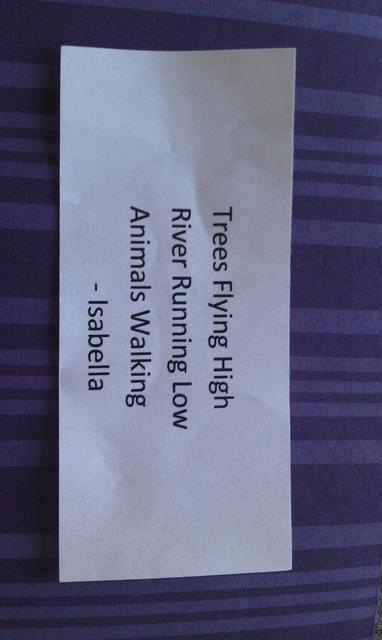 Trees Flying High
River Running Low
Animals Walking
- Isabella